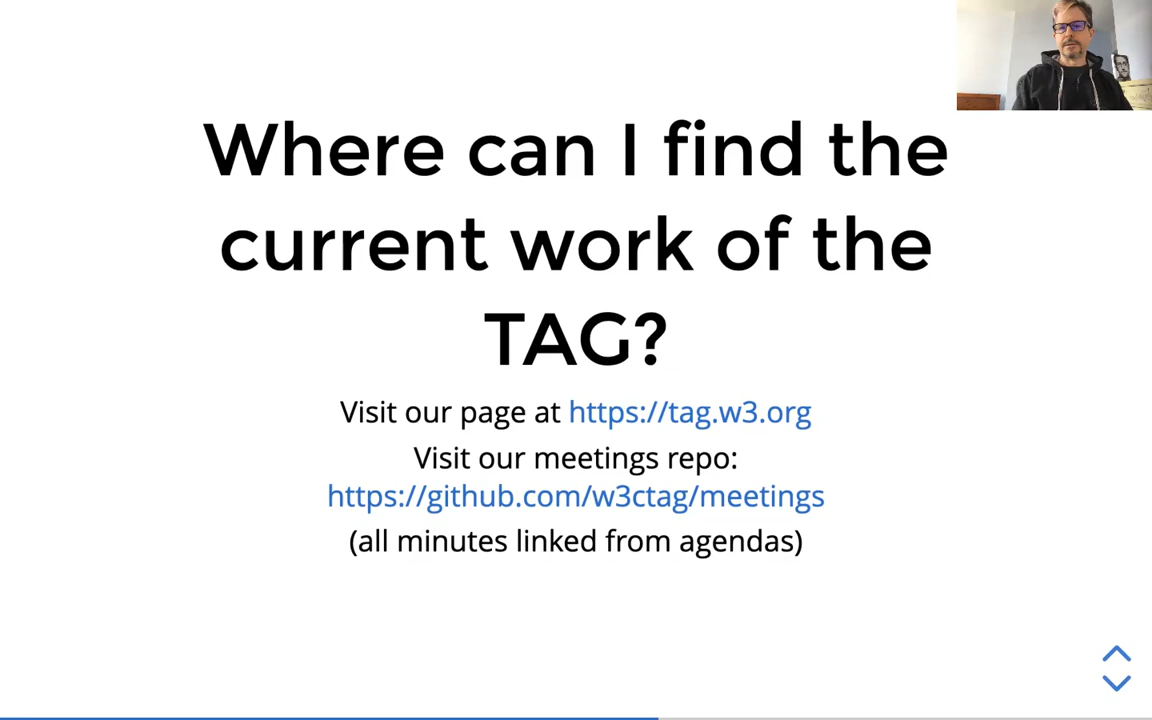 Where can I find the
current work of the
TAG?
Visit our page at https://tag.w3.org
Visit our meetings repo:
https://github.com/w3ctag/meetings
(all minutes linked from agendas)